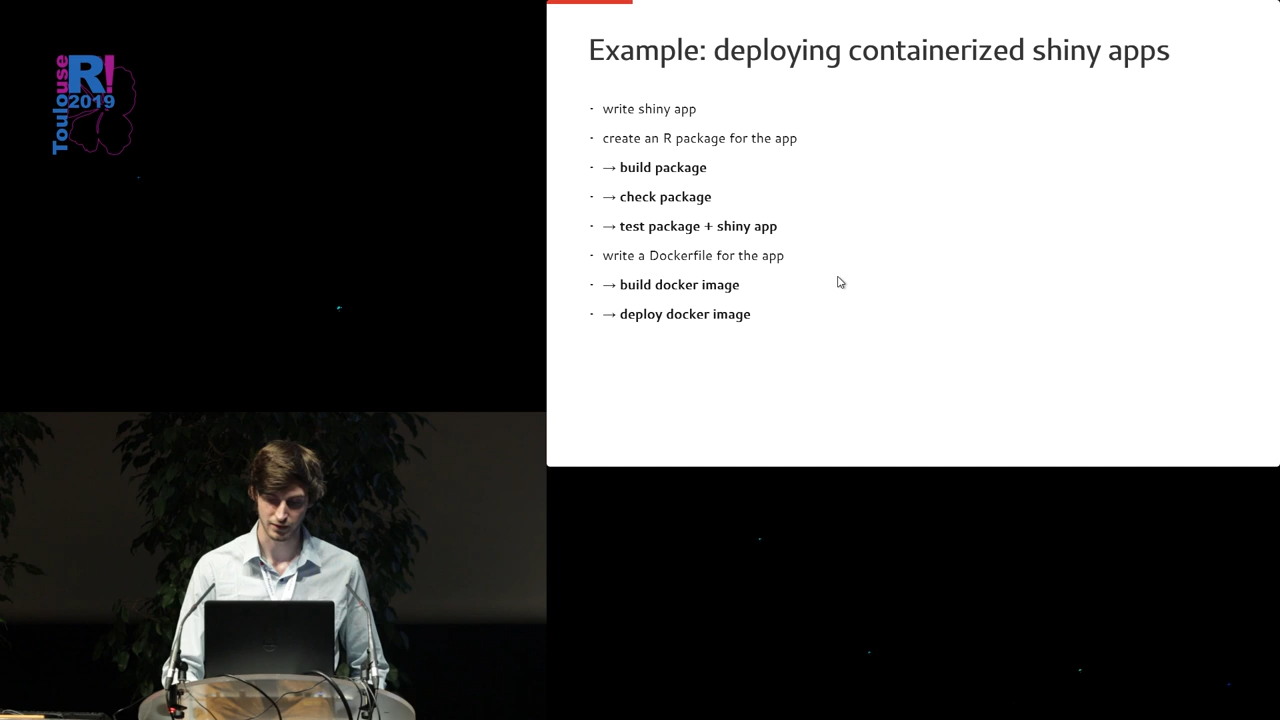 Toulouse
R!
2019
Example: deploying containerized shiny apps
- write shiny app
- create an R package for the app
- → build package
- → check package
- → test package + shiny app
- write a Dockerfile for the app
- → build docker image
- → deploy docker image